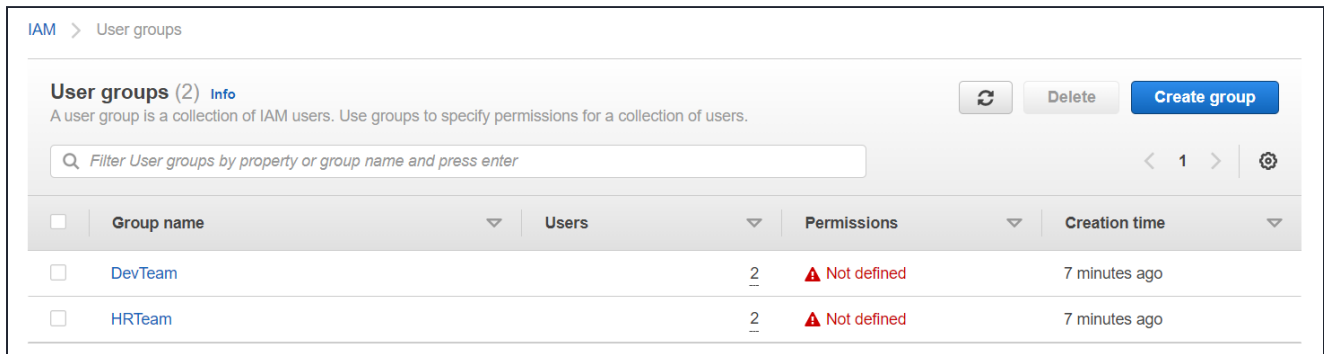 IAM > User groups
User groups (2) Info
Delete
Create group
A user group is a collection of IAM users. Use groups to specify permissions for a collection of users.
Filter User groups by property or group name and press enter
< 1 >
Group name Users Permissions Creation time
DevTeam 2 Not defined 7 minutes ago
HRTeam 2 Not defined 7 minutes ago